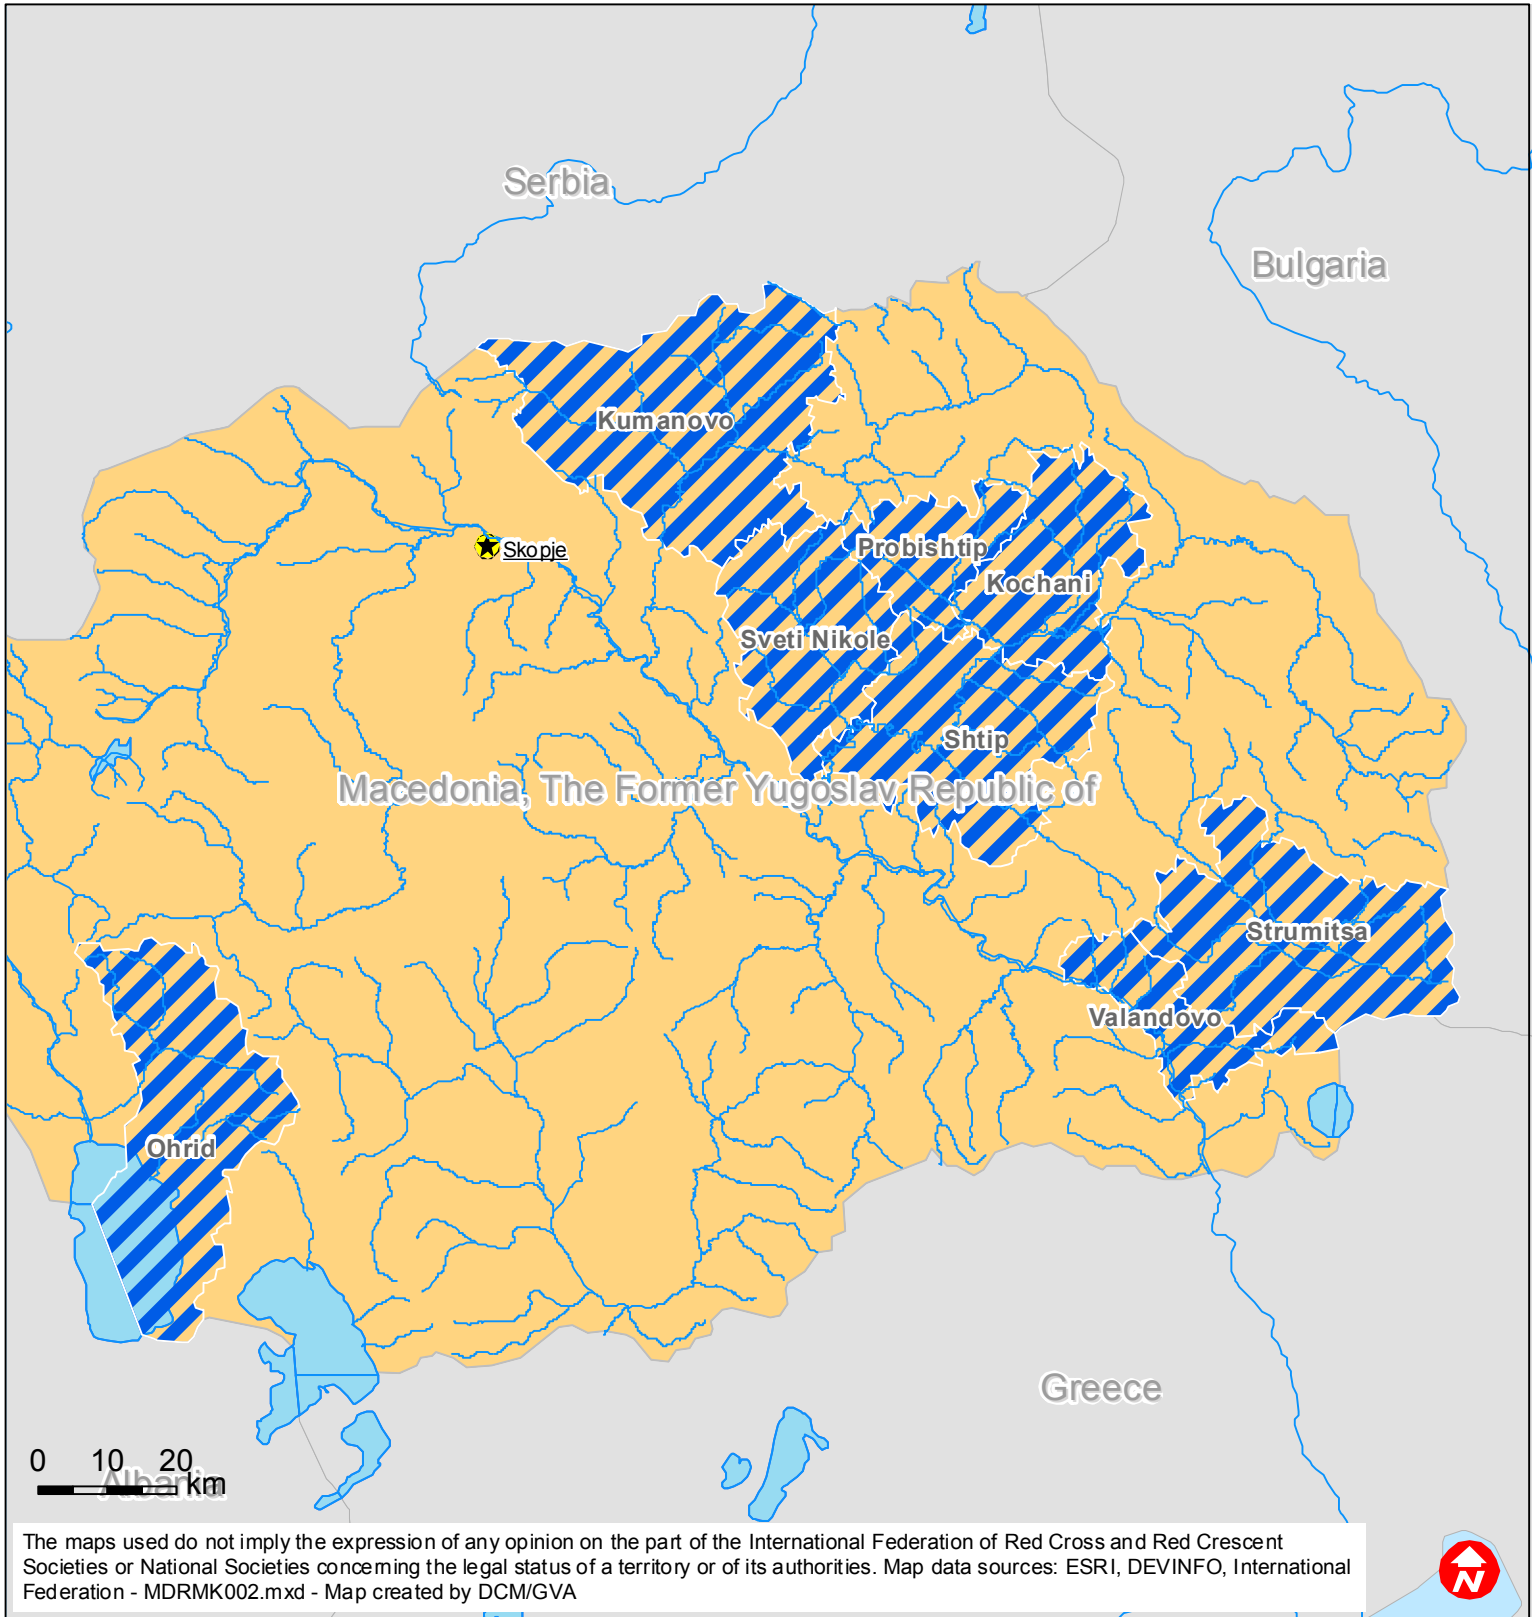 Serbia
Bulgaria
Kumanovo
Skopje
Probishtip
Kochani
Sveti Nikole
Shtip
Macedonia, The Former Yugoslav Republic of
Strumitsa
Valandovo
Ohrid
Greece
0 10 20
km
Albania
The maps used do not imply the expression of any opinion on the part of the International Federation of Red Cross and Red Crescent
Societies or National Societies concerning the legal status of a territory or of its authorities. Map data sources: ESRI, DEVINFO, International
Federation - MDRMK002.mxd - Map created by DCM/GVA
N